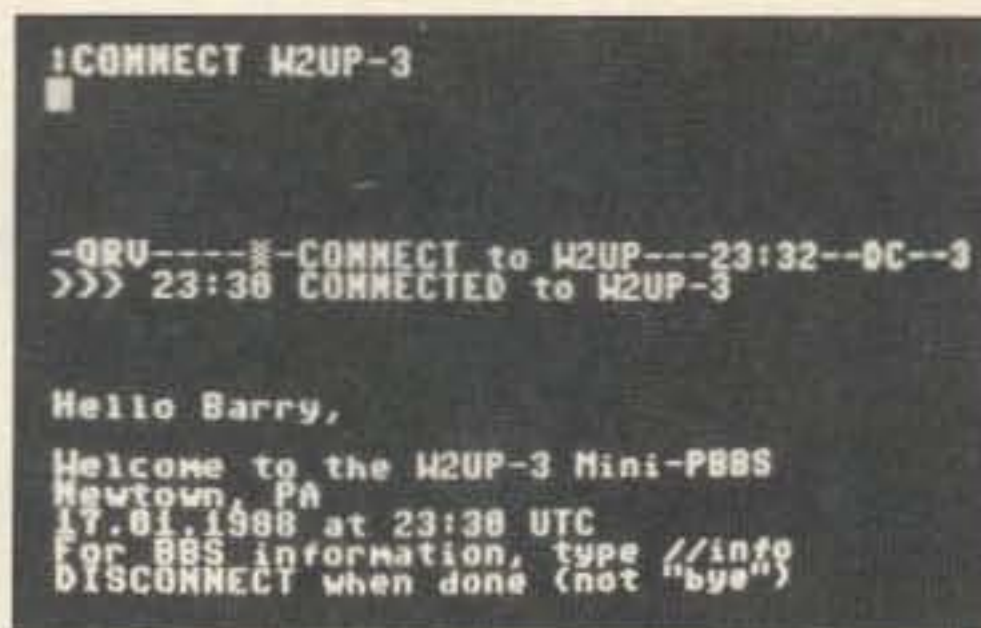 :CONNECT W2UP-3
-QRV----*-CONNECT to W2UP---23:32--DC--3
>>> 23:30 CONNECTED to W2UP-3
Hello Barry,
Welcome to the W2UP-3 Mini-PBBS
Newtown, PA
17.01.1988 at 23:30 UTC
For BBS information, type //info
DISCONNECT when done (not "bye")